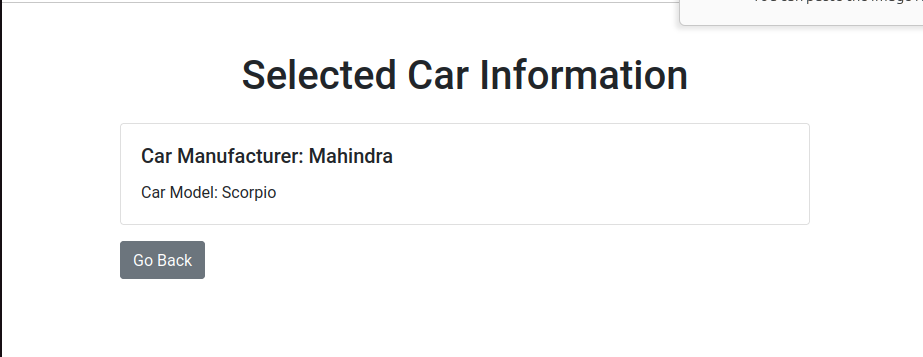 Selected Car Information
Car Manufacturer: Mahindra
Car Model: Scorpio
Go Back